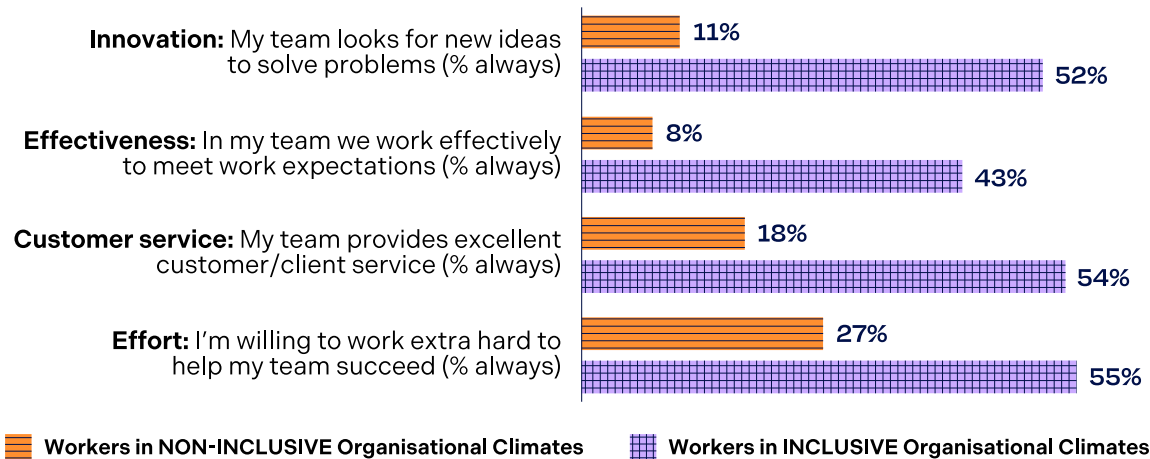 Innovation: My team looks for new ideas
to solve problems (% always)
11%
52%
Effectiveness: In my team we work effectively
to meet work expectations (% always)
8%
43%
Customer service: My team provides excellent
customer/client service (% always)
18%
54%
Effort: I’m willing to work extra hard to
help my team succeed (% always)
27%
55%
Workers in NON-INCLUSIVE Organisational Climates
Workers in INCLUSIVE Organisational Climates